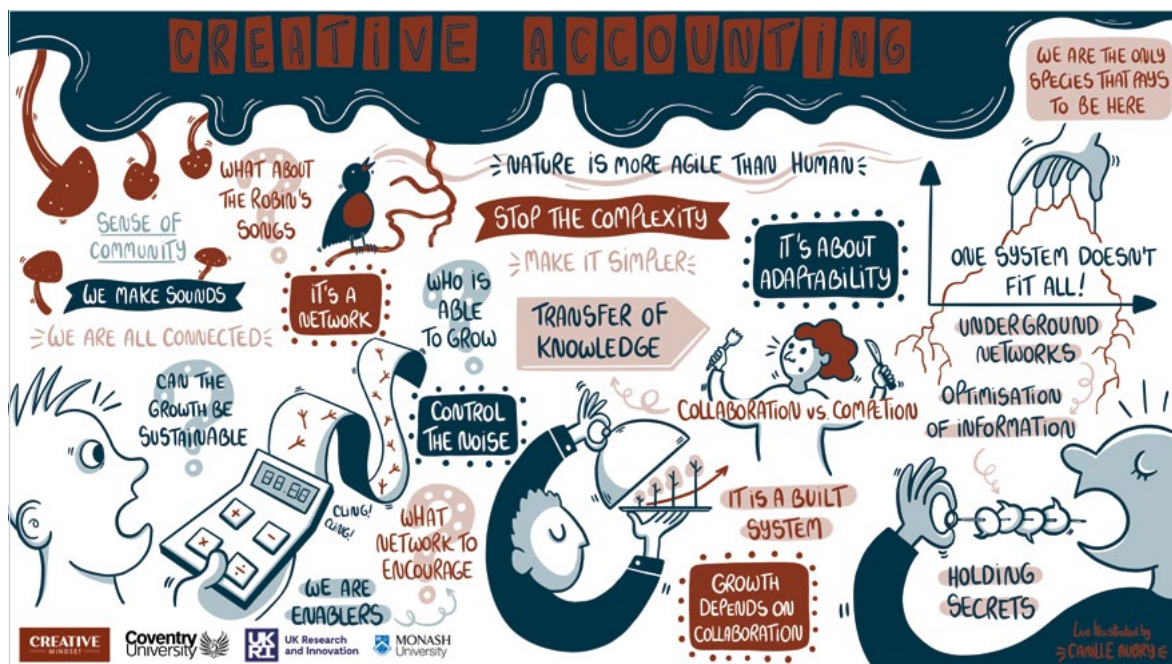 CREATIVE ACCOUNTING
WE ARE THE ONLY
SPECIES THAT PAYS
TO BE HERE
WHAT ABOUT
THE ROBIN'S
SONGS
NATURE IS MORE AGILE THAN HUMAN
SENSE OF
COMMUNITY
STOP THE COMPLEXITY
MAKE IT SIMPLER
IT'S ABOUT
ADAPTABILITY
ONE SYSTEM DOESN'T
FIT ALL!
WE MAKE SOUNDS
WE ARE ALL CONNECTED
IT'S A
NETWORK
WHO IS
ABLE
TO GROW
TRANSFER OF
KNOWLEDGE
UNDERGROUND
NETWORKS
CAN THE
GROWTH BE
SUSTAINABLE
CONTROL
THE NOISE
COLLABORATION VS. COMPETION
OPTIMISATION
OF INFORMATION
88.88
+
-
×
÷
CLING!
CLING!
WHAT
NETWORK TO
ENCOURAGE
IT IS A BUILT
SYSTEM
WE ARE
ENABLERS
GROWTH
DEPENDS ON
COLLABORATION
HOLDING
SECRETS
CREATIVE
MINDSET
Coventry
University
UK
RI
UK Research
and Innovation
MONASH
University
Live Illustrated by
CAMILLE AUBRY